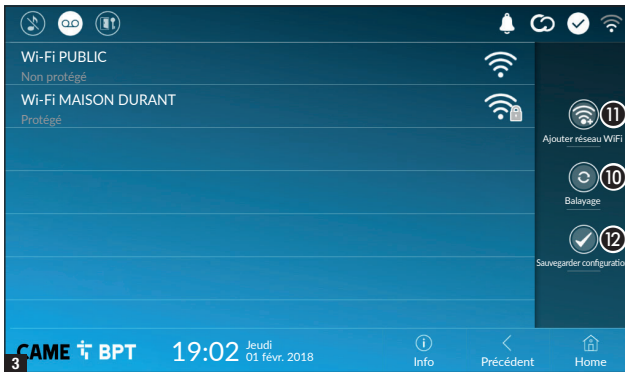 Wi-Fi PUBLIC
Non protégé
Wi-Fi MAISON DURANT
Protégé
11
Ajouter réseau WiFi
10
Balayage
12
Sauvegarder configuratio
3
CAME BPT
19:02
Jeudi
01 févr. 2018
Info
Précédent
Home